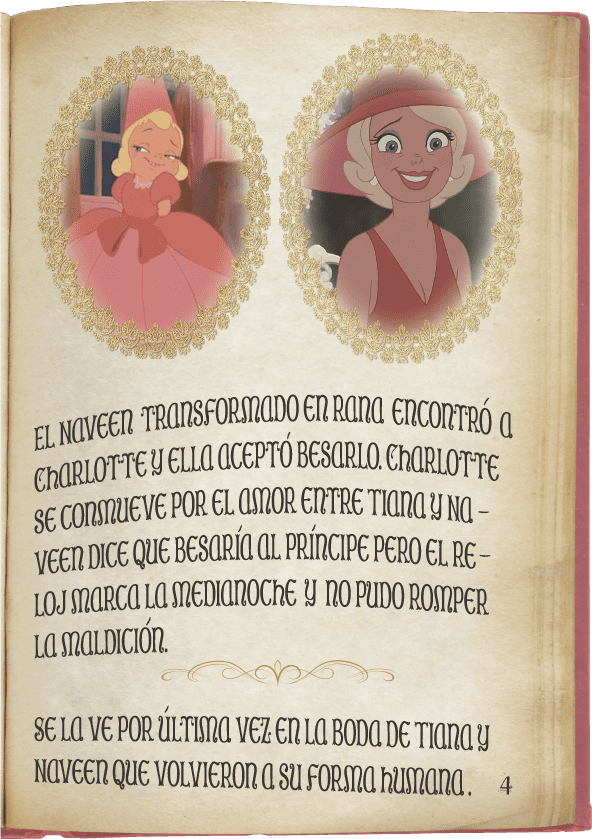 EL NAVEEN TRANSFORMADO EN RANA ENCONTRÓ A
CHARLOTTE Y ELLA ACEPTÓ BESARLO. CHARLOTTE
SE CONMUEVE POR EL AMOR ENTRE TIANA Y NA-
VEEN DICE QUE BESARÍA AL PRÍNCIPE PERO EL RE-
LOJ MARCA LA MEDIANOCHE Y NO PUDO ROMPER
LA MALDICIÓN.
SE LA VE POR ÚLTIMA VEZ EN LA BODA DE TIANA Y
NAVEEN QUE VOLVIERON A SU FORMA HUMANA. 4